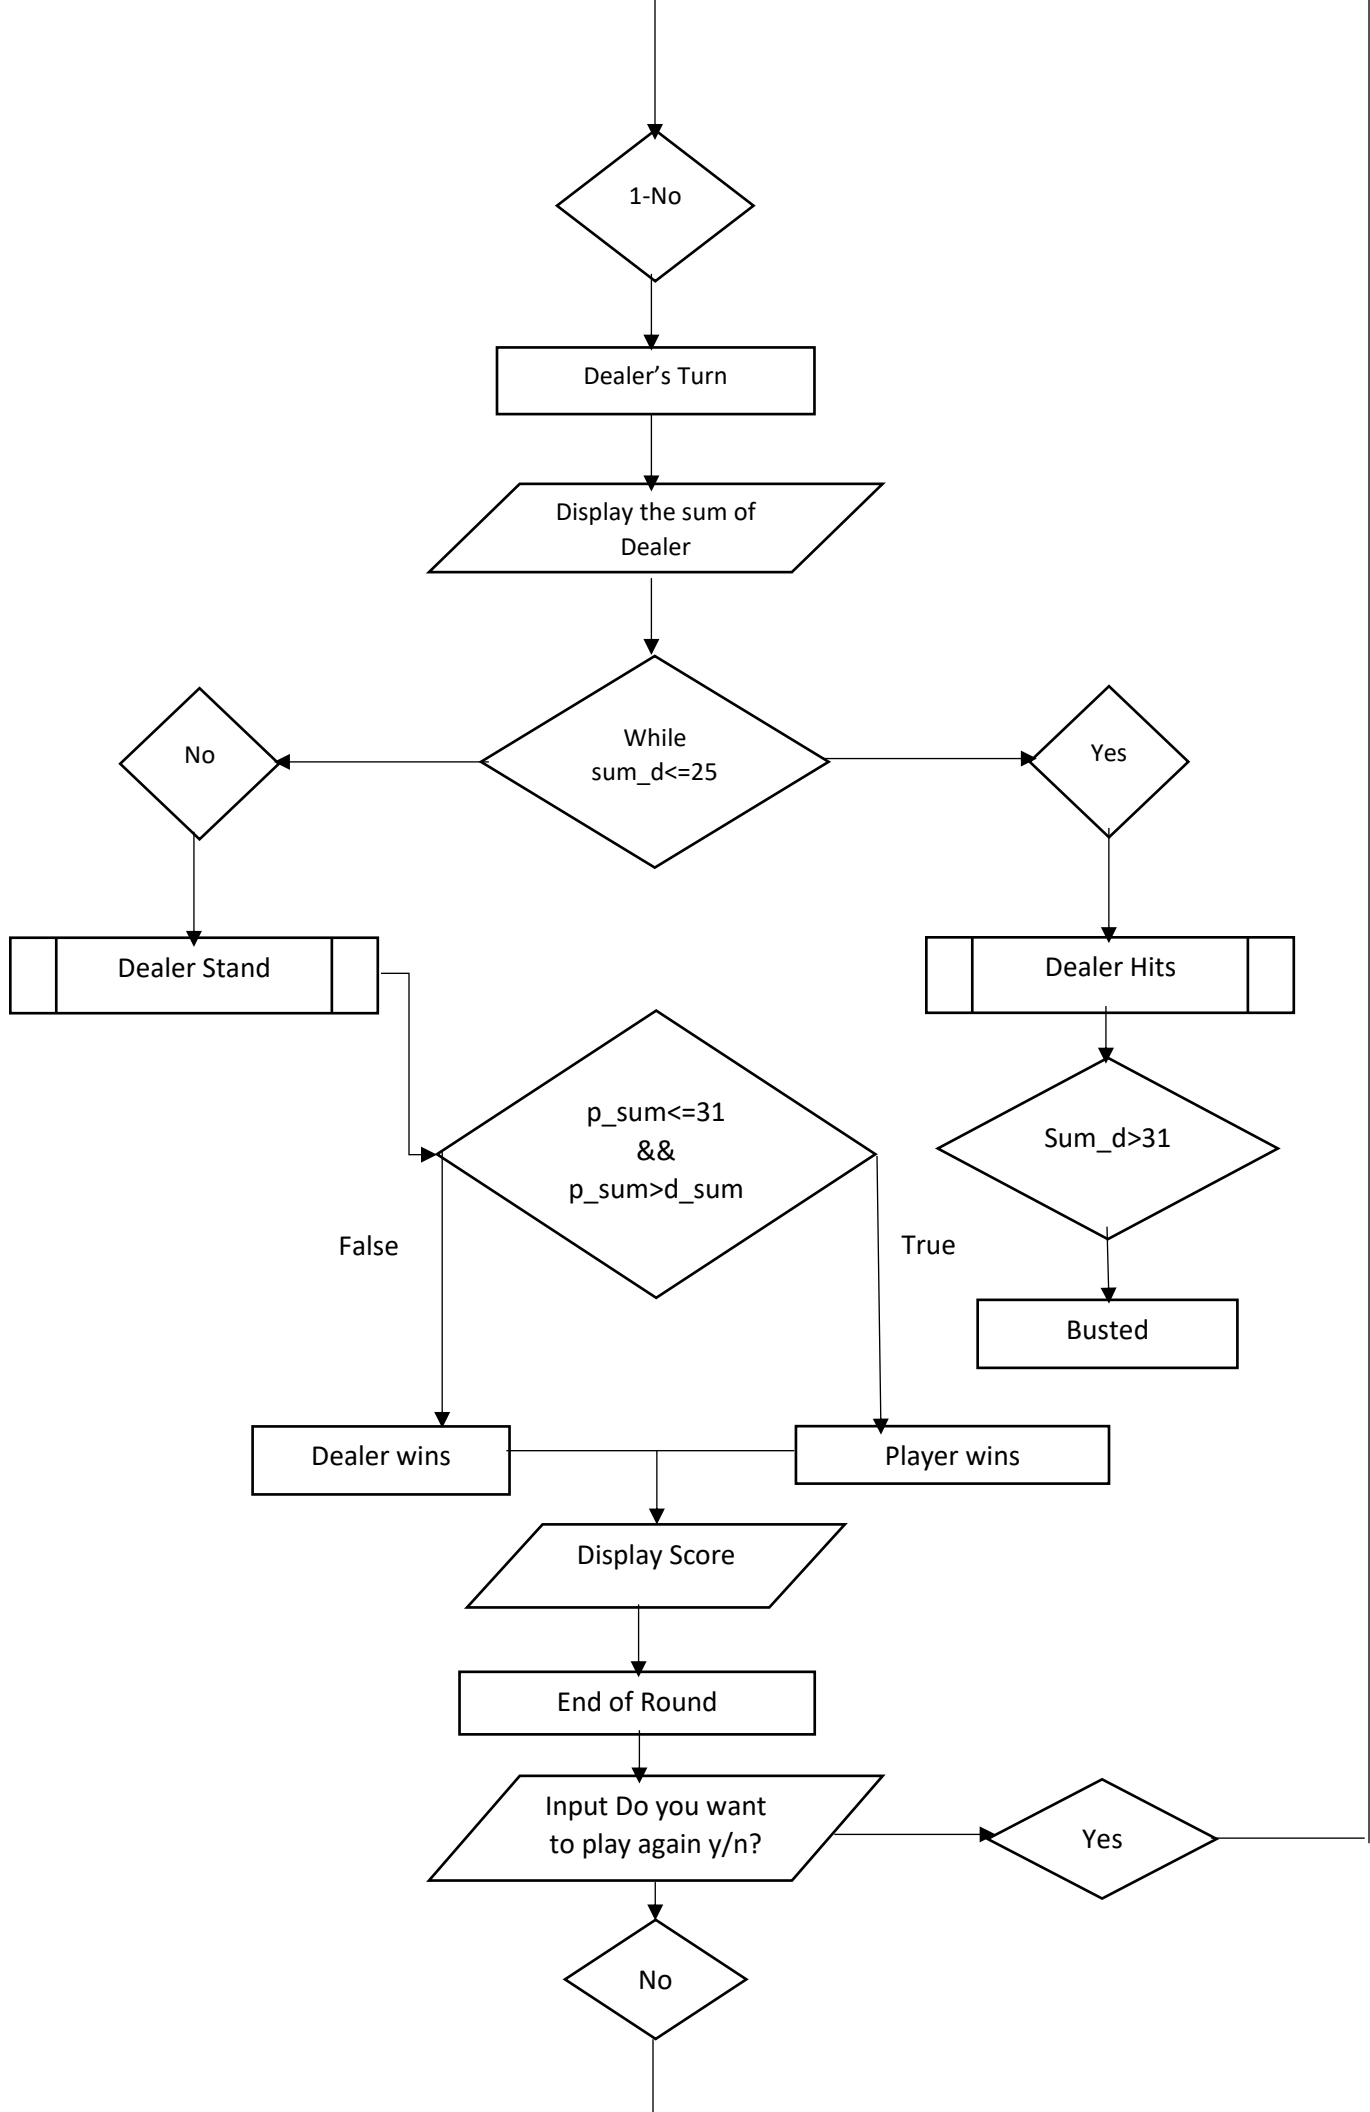 1-No
Dealer’s Turn
Display the sum of
Dealer
While
sum_d<=25
No
Yes
Dealer Stand
Dealer Hits
p_sum<=31
&&
p_sum>d_sum
Sum_d>31
False
True
Busted
Dealer wins
Player wins
Display Score
End of Round
Input Do you want
to play again y/n?
Yes
No